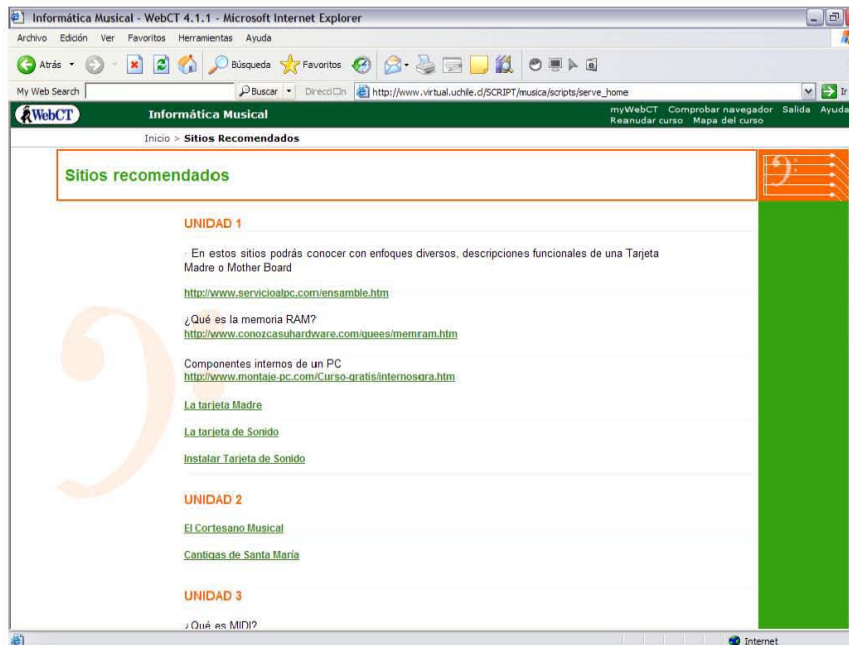 Informática Musical - WebCT 4.1.1 - Microsoft Internet Explorer
Archivo Edición Ver Favoritos Herramientas Ayuda
Atrás Búsqueda Favoritos
My Web Search Buscar http://www.virtual.uchile.cl/SCRIPT/musica/scripts/serve_home Ir
WebCT Informática Musical myWebCT Comprobar navegador Salida Ayuda
Reanudar curso Mapa del curso
Inicio > Sitios Recomendados
Sitios recomendados
UNIDAD 1
· En estos sitios podrás conocer con enfoques diversos, descripciones funcionales de una Tarjeta
Madre o Mother Board
http://www.servicioalpc.com/ensamble.htm
¿Qué es la memoria RAM?
http://www.conozcasuhardware.com/quees/memram.htm
Componentes internos de un PC
http://www.montaje-pc.com/Curso-gratis/internosgra.htm
La tarjeta Madre
La tarjeta de Sonido
Instalar Tarjeta de Sonido
UNIDAD 2
El Cortesano Musical
Cantigas de Santa María
UNIDAD 3
¿Qué es MIDI?
Internet